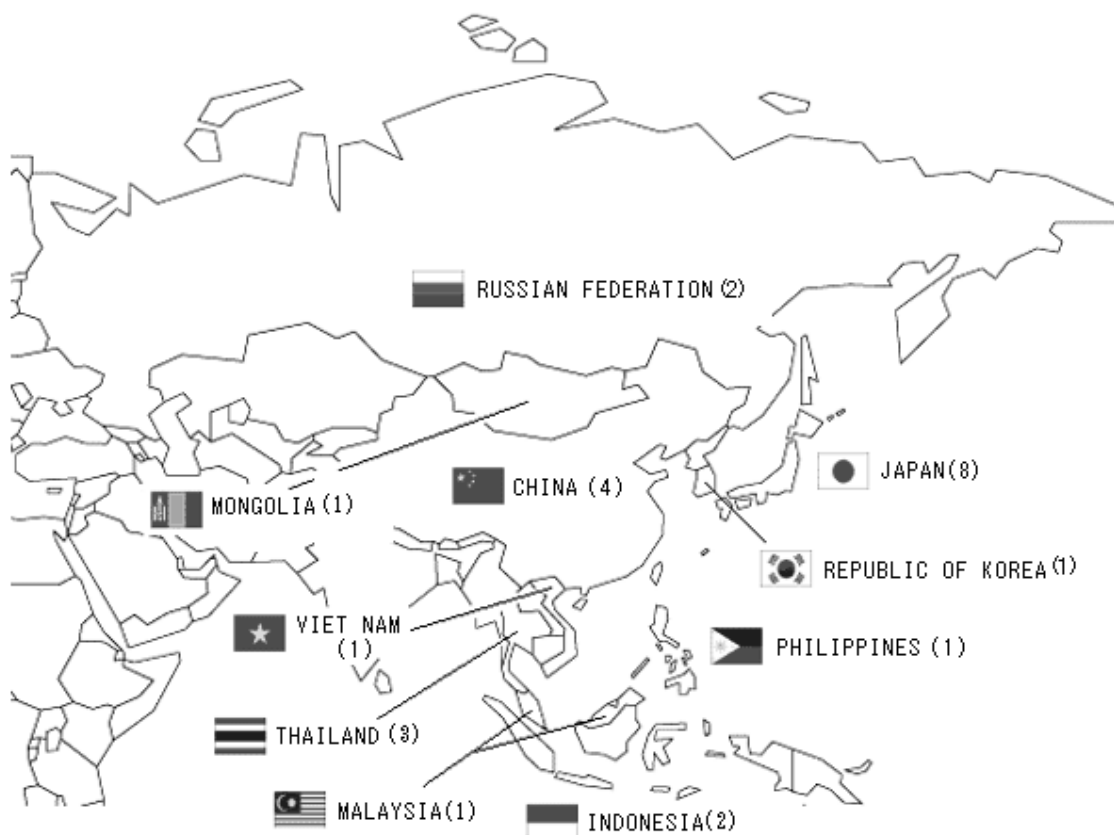 RUSSIAN FEDERATION(2)
JAPAN(8)
CHINA (4)
MONGOLIA(1)
REPUBLIC OF KOREA(1)
VIET NAM
(1)
PHILIPPINES (1)
THAILAND(3)
MALAYSIA(1)
INDONESIA(2)